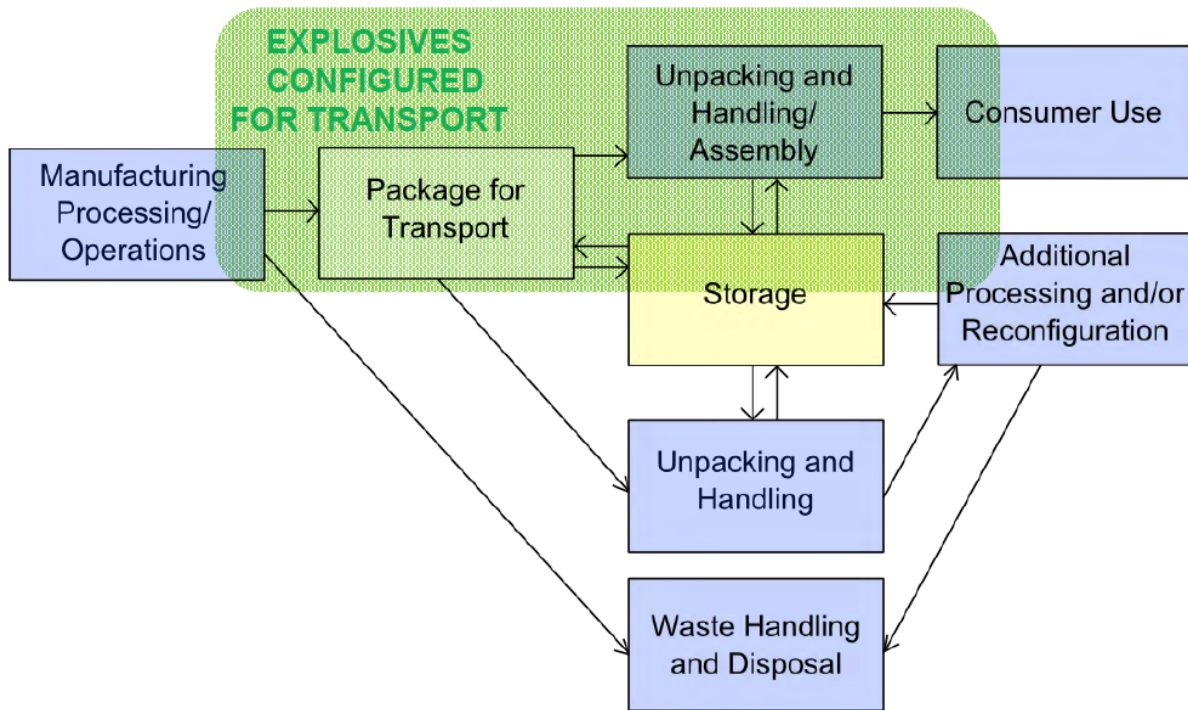 EXPLOSIVES
CONFIGURED
FOR TRANSPORT
Unpacking and
Handling/
Assembly
Consumer Use
Manufacturing
Processing/
Operations
Package for
Transport
Storage
Additional
Processing and/or
Reconfiguration
Unpacking and
Handling
Waste Handling
and Disposal